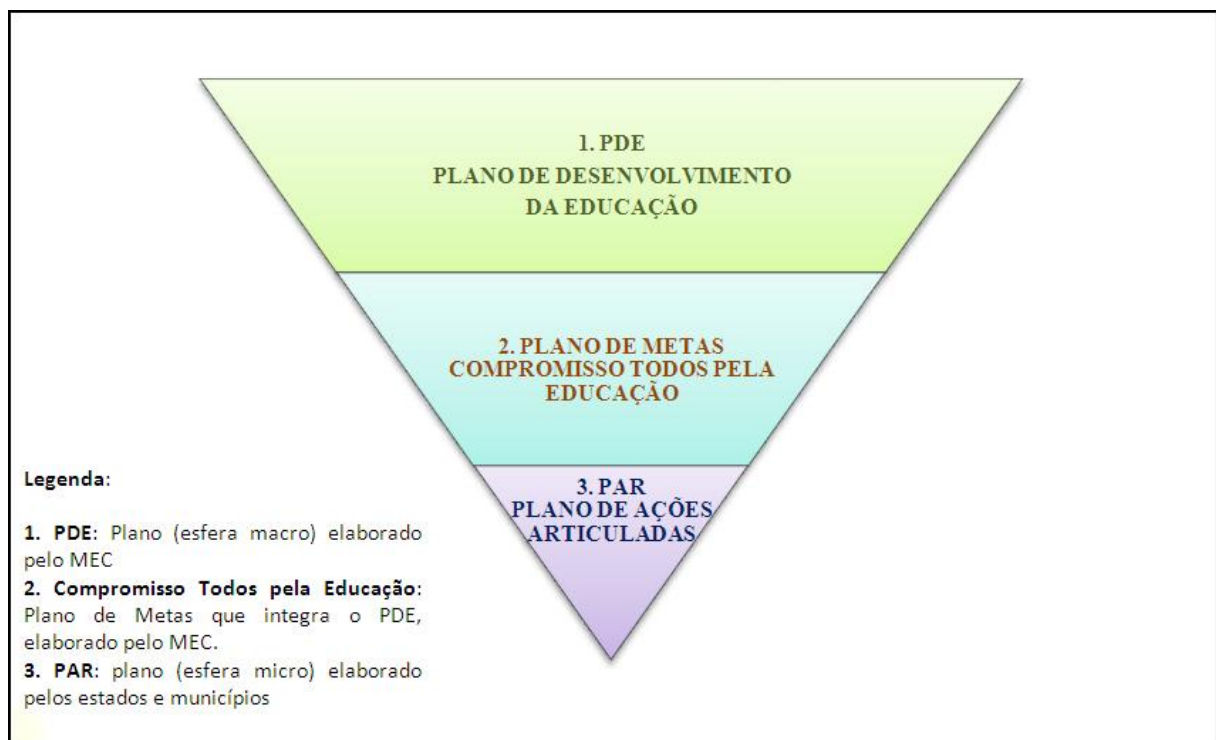 1. PDE
PLANO DE DESENVOLVIMENTO
DA EDUCAÇÃO
2. PLANO DE METAS
COMPROMISSO TODOS PELA
EDUCAÇÃO
3. PAR
PLANO DE AÇÕES
ARTICULADAS
Legenda:
1. PDE: Plano (esfera macro) elaborado
pelo MEC
2. Compromisso Todos pela Educação:
Plano de Metas que integra o PDE,
elaborado pelo MEC.
3. PAR: plano (esfera micro) elaborado
pelos estados e municípios